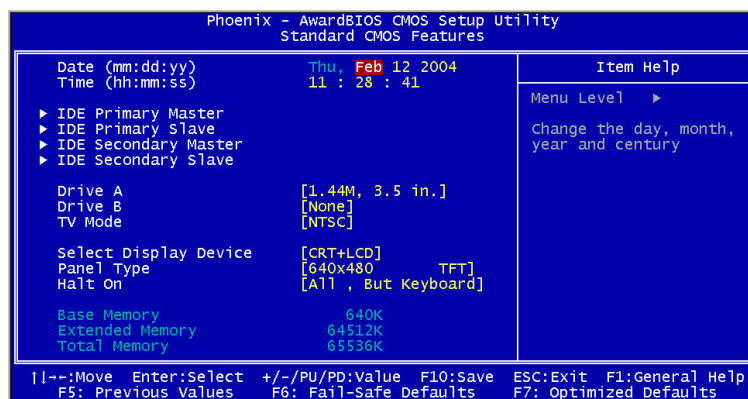 Phoenix - AwardBIOS CMOS Setup Utility
Standard CMOS Features
Date (mm:dd:yy) Thu, Feb 12 2004
Time (hh:mm:ss) 11 : 28 : 41
▶ IDE Primary Master
▶ IDE Primary Slave
▶ IDE Secondary Master
▶ IDE Secondary Slave
Drive A [1.44M, 3.5 in.]
Drive B [None]
TV Mode [NTSC]
Select Display Device [CRT+LCD]
Panel Type [640x480 TFT]
Halt On [All , But Keyboard]
Base Memory 640K
Extended Memory 64512K
Total Memory 65536K
Item Help
Menu Level ▶
Change the day, month,
year and century
↑↓→←:Move Enter:Select +/-/PU/PD:Value F10:Save ESC:Exit F1:General Help
F5: Previous Values F6: Fail-Safe Defaults F7: Optimized Defaults